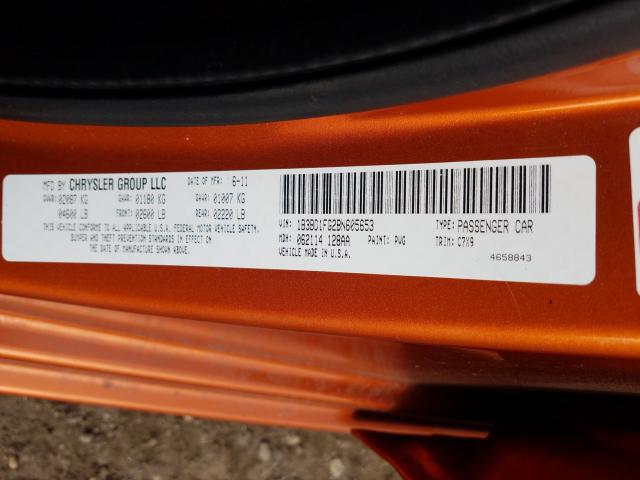 MFD BY CHRYSLER GROUP LLC DATE OF MFR: 6-11
GVWR: 02087 KG GAWR: 01180 KG GAWR: 01007 KG
04600 LB FRONT: 02600 LB REAR: 02220 LB
THIS VEHICLE CONFORMS TO ALL APPLICABLE U.S.A. FEDERAL MOTOR VEHICLE SAFETY,
BUMPER AND THEFT PREVENTION STANDARDS IN EFFECT ON
THE DATE OF MANUFACTURE SHOWN ABOVE.
VIN: 1B3BD1FG2BN605653 TYPE: PASSENGER CAR
MDH: 062114 128AA PAINT: PVG TRIM: C7X9
VEHICLE MADE IN U.S.A. 4658843